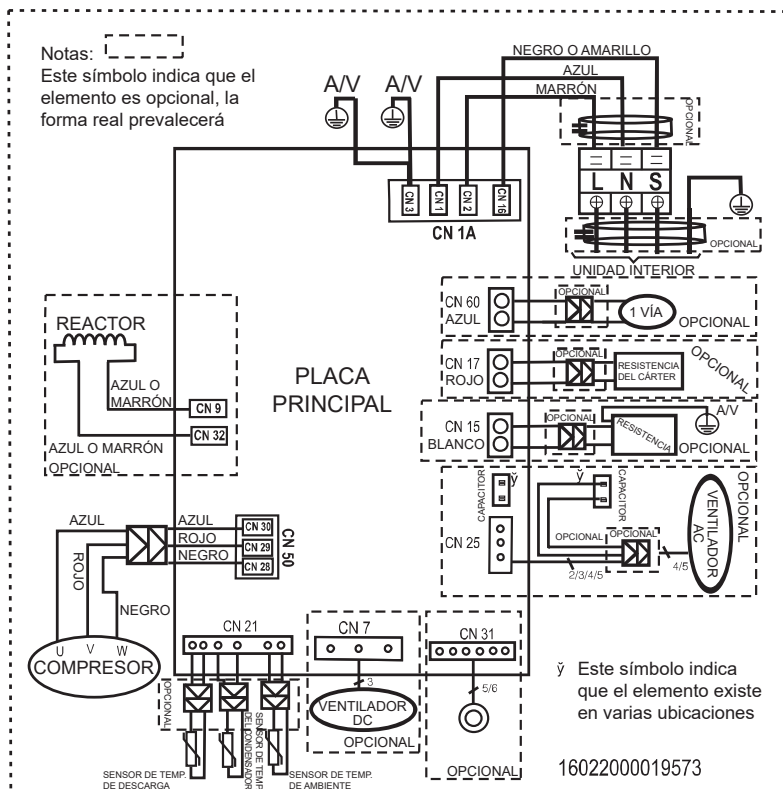 Notas:
Este símbolo indica que el
elemento es opcional, la
forma real prevalecerá
A/V
A/V
NEGRO O AMARILLO
AZUL
MARRÓN
OPCIONAL
L N S
CN 3
CN 1
CN 2
CN 16
CN 1A
OPCIONAL
UNIDAD INTERIOR
CN 60
AZUL
OPCIONAL
1 VÍA
OPCIONAL
CN 17
ROJO
OPCIONAL
RESISTENCIA
DEL CÁRTER
OPCIONAL
CN 15
BLANCO
OPCIONAL
RESISTENCIA
A/V
OPCIONAL
REACTOR
AZUL O
MARRÓN
CN 9
CN 32
AZUL O MARRÓN
OPCIONAL
PLACA
PRINCIPAL
CAPACITOR
ÿ
ÿ
CAPACITOR
CN 25
OPCIONAL
OPCIONAL
2/3/4/5
4/5
VENTILADOR
AC
OPCIONAL
AZUL
ROJO
NEGRO
AZUL
ROJO
NEGRO
CN 30
CN 29
CN 28
CN 50
U V W
COMPRESOR
CN 21
OPCIONAL
SENSOR DE TEMP.
DE DESCARGA
SENSOR DE TEMP.
DEL CONDENSADOR
SENSOR DE TEMP.
DE AMBIENTE
CN 7
3
VENTILADOR
DC
OPCIONAL
CN 31
5/6
OPCIONAL
ÿ Este símbolo indica
que el elemento existe
en varias ubicaciones
16022000019573